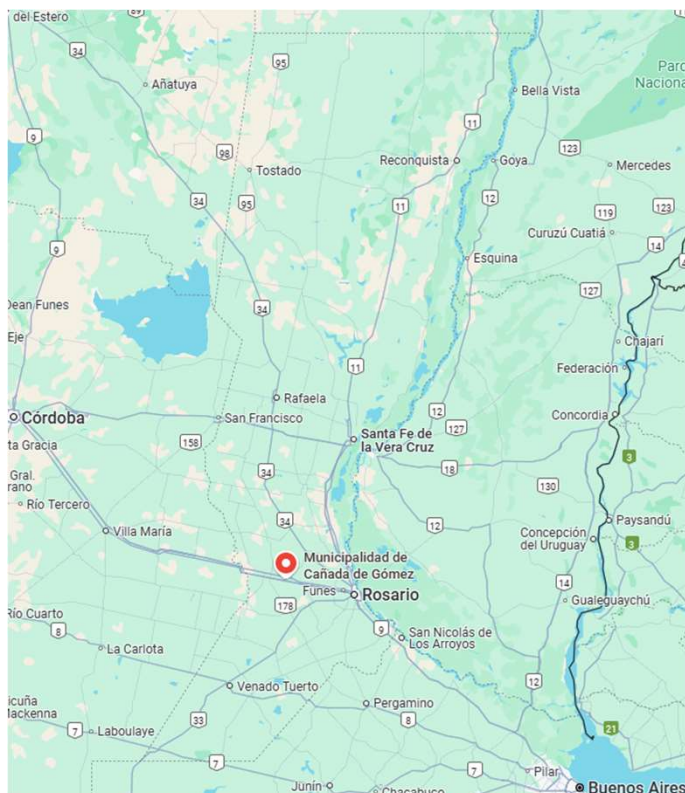 89
del Estero
34
95
Añatuya
Parc
Naciona
Bella Vista
9
11
98
123
Reconquista
Goya
Mercedes
Tostado
12
34
95
11
119
123
Curuzú Cuatiá
14
9
Esquina
127
Dean Funes
34
Eje
Chajarí
Federación
11
Rafaela
12
Concordia
Córdoba
San Francisco
127
158
Santa Fe de
la Vera Cruz
ta Gracia
3
18
34
Gral.
rano
130
Río Tercero
34
12
Paysandú
Villa María
Concepción
del Uruguay
3
Municipalidad de
Cañada de Gómez
14
Funes
Rosario
178
Gualeguaychú
Río Cuarto
8
9
San Nicolás de
Los Arroyos
La Carlota
12
Venado Tuerto
icuña
Mackenna
Pergamino
33
8
21
7
Laboulaye
7
7
Pilar
Junín
Chacabuco
Buenos Aires